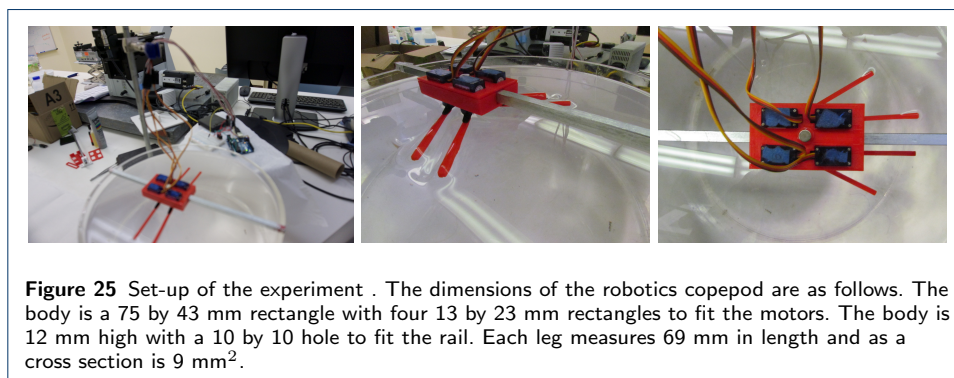 A3
Figure 25 Set-up of the experiment . The dimensions of the robotics copepod are as follows. The
body is a 75 by 43 mm rectangle with four 13 by 23 mm rectangles to fit the motors. The body is
12 mm high with a 10 by 10 hole to fit the rail. Each leg measures 69 mm in length and as a
cross section is 9 mm².